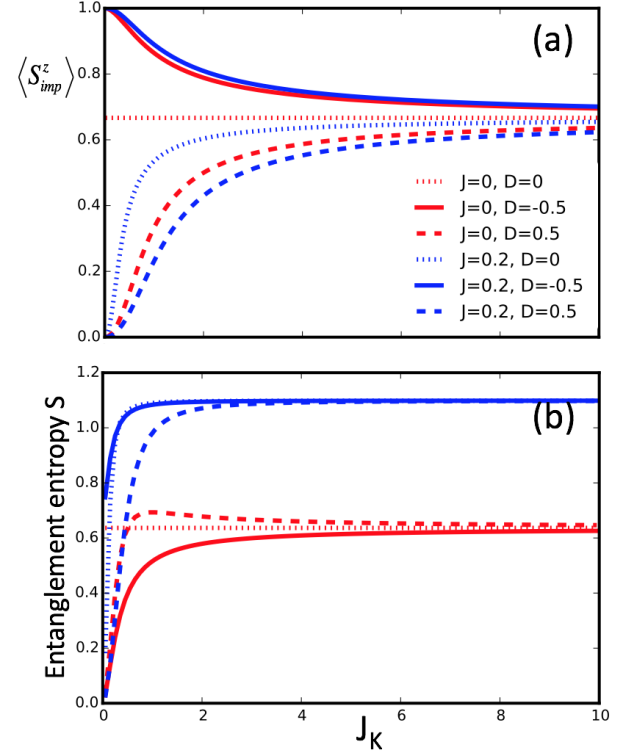 (a)
⟨S^z_imp⟩
1.0
0.8
0.6
0.4
0.2
0.0
J=0, D=0
J=0, D=-0.5
J=0, D=0.5
J=0.2, D=0
J=0.2, D=-0.5
J=0.2, D=0.5
(b)
Entanglement entropy S
1.2
1.0
0.8
0.6
0.4
0.2
0.0
0 2 4 6 8 10
J_K